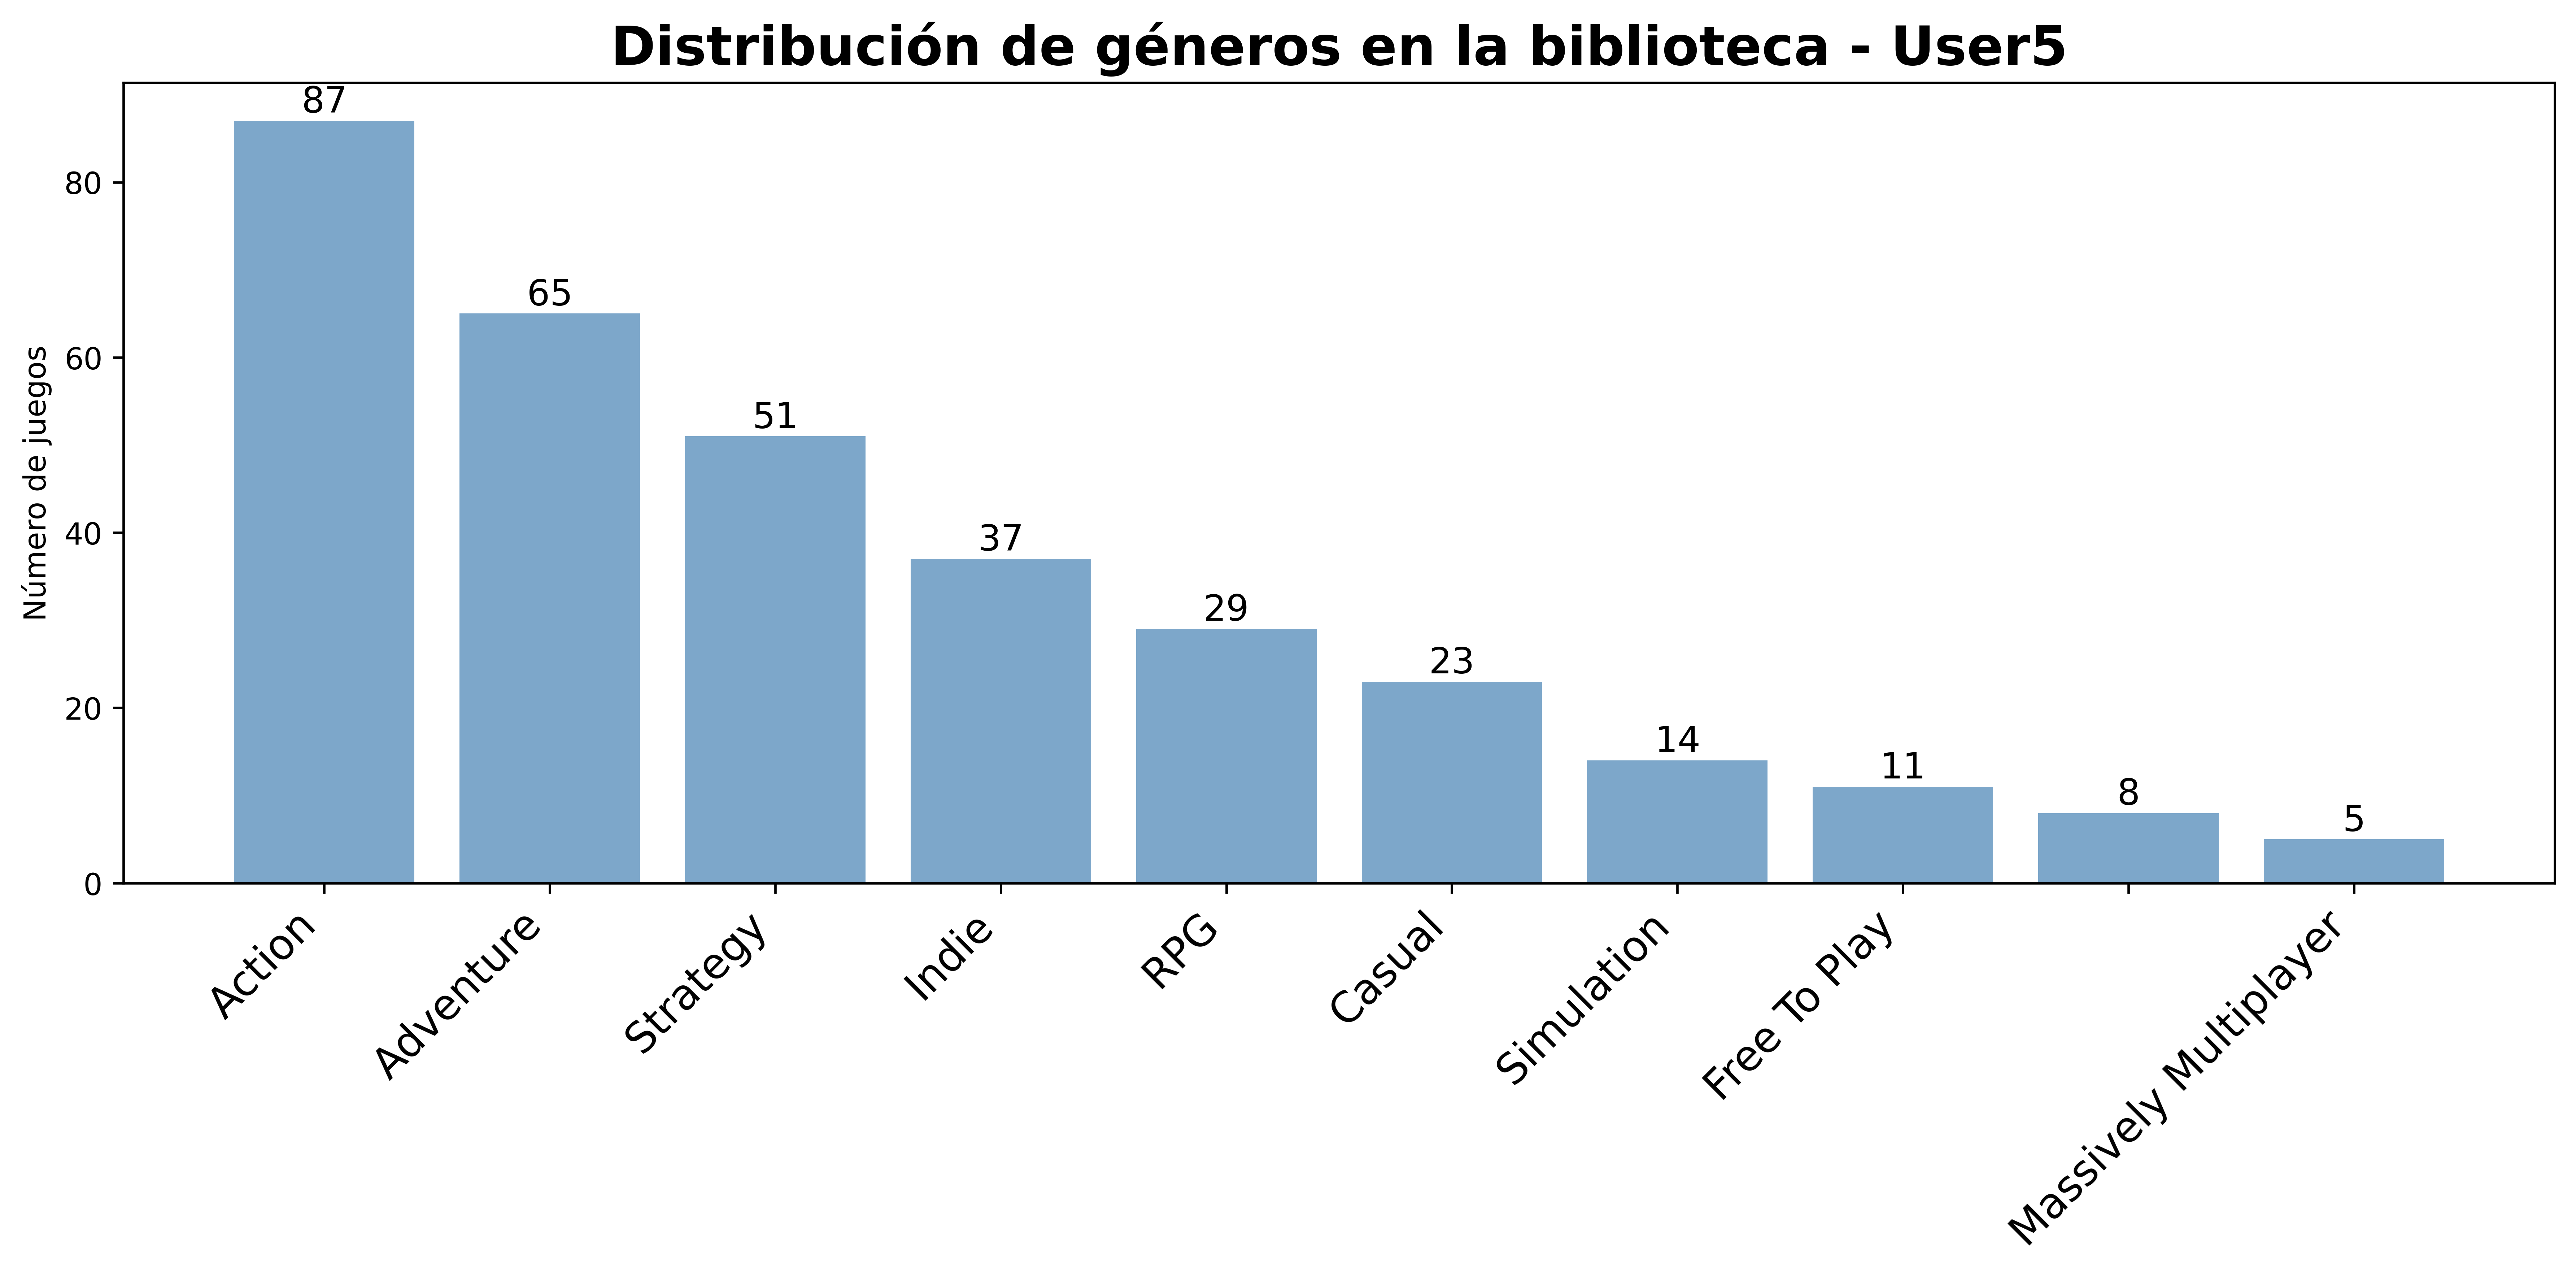 Distribución de géneros en la biblioteca - User5
Número de juegos
80
60
40
20
0
87
65
51
37
29
23
14
11
8
5
Action
Adventure
Strategy
Indie
RPG
Casual
Simulation
Free To Play
Massively Multiplayer